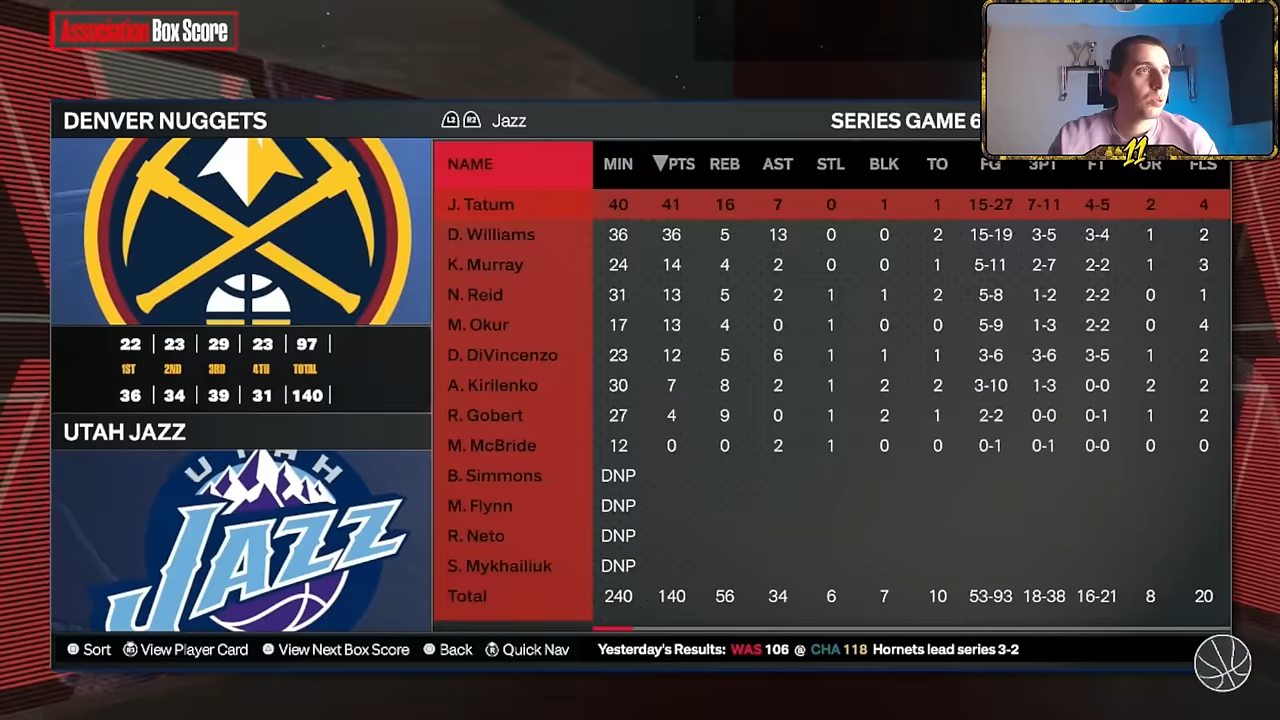 Association Box Score
DENVER NUGGETS
L2 R2 Jazz
SERIES GAME 6
NAME MIN PTS REB AST STL BLK TO FG 3PT FT OR FLS
J. Tatum 40 41 16 7 0 1 1 15-27 7-11 4-5 2 4
D. Williams 36 36 5 13 0 0 2 15-19 3-5 3-4 1 2
K. Murray 24 14 4 2 0 0 1 5-11 2-7 2-2 1 3
N. Reid 31 13 5 2 1 1 2 5-8 1-2 2-2 0 1
M. Okur 17 13 4 0 1 0 0 5-9 1-3 2-2 0 4
D. DiVincenzo 23 12 5 6 1 1 1 3-6 3-6 3-5 1 2
A. Kirilenko 30 7 8 2 1 2 2 3-10 1-3 0-0 2 2
R. Gobert 27 4 9 0 1 2 1 2-2 0-0 0-1 1 2
M. McBride 12 0 0 2 1 0 0 0-1 0-1 0-0 0 0
B. Simmons DNP
M. Flynn DNP
R. Neto DNP
S. Mykhailiuk DNP
Total 240 140 56 34 6 7 10 53-93 18-38 16-21 8 20
22 23 29 23 97
1ST 2ND 3RD 4TH TOTAL
36 34 39 31 140
UTAH JAZZ
UTAH
JAZZ
11
Sort View Player Card View Next Box Score Back Quick Nav
Yesterday's Results: WAS 106 @ CHA 118 Hornets lead series 3-2